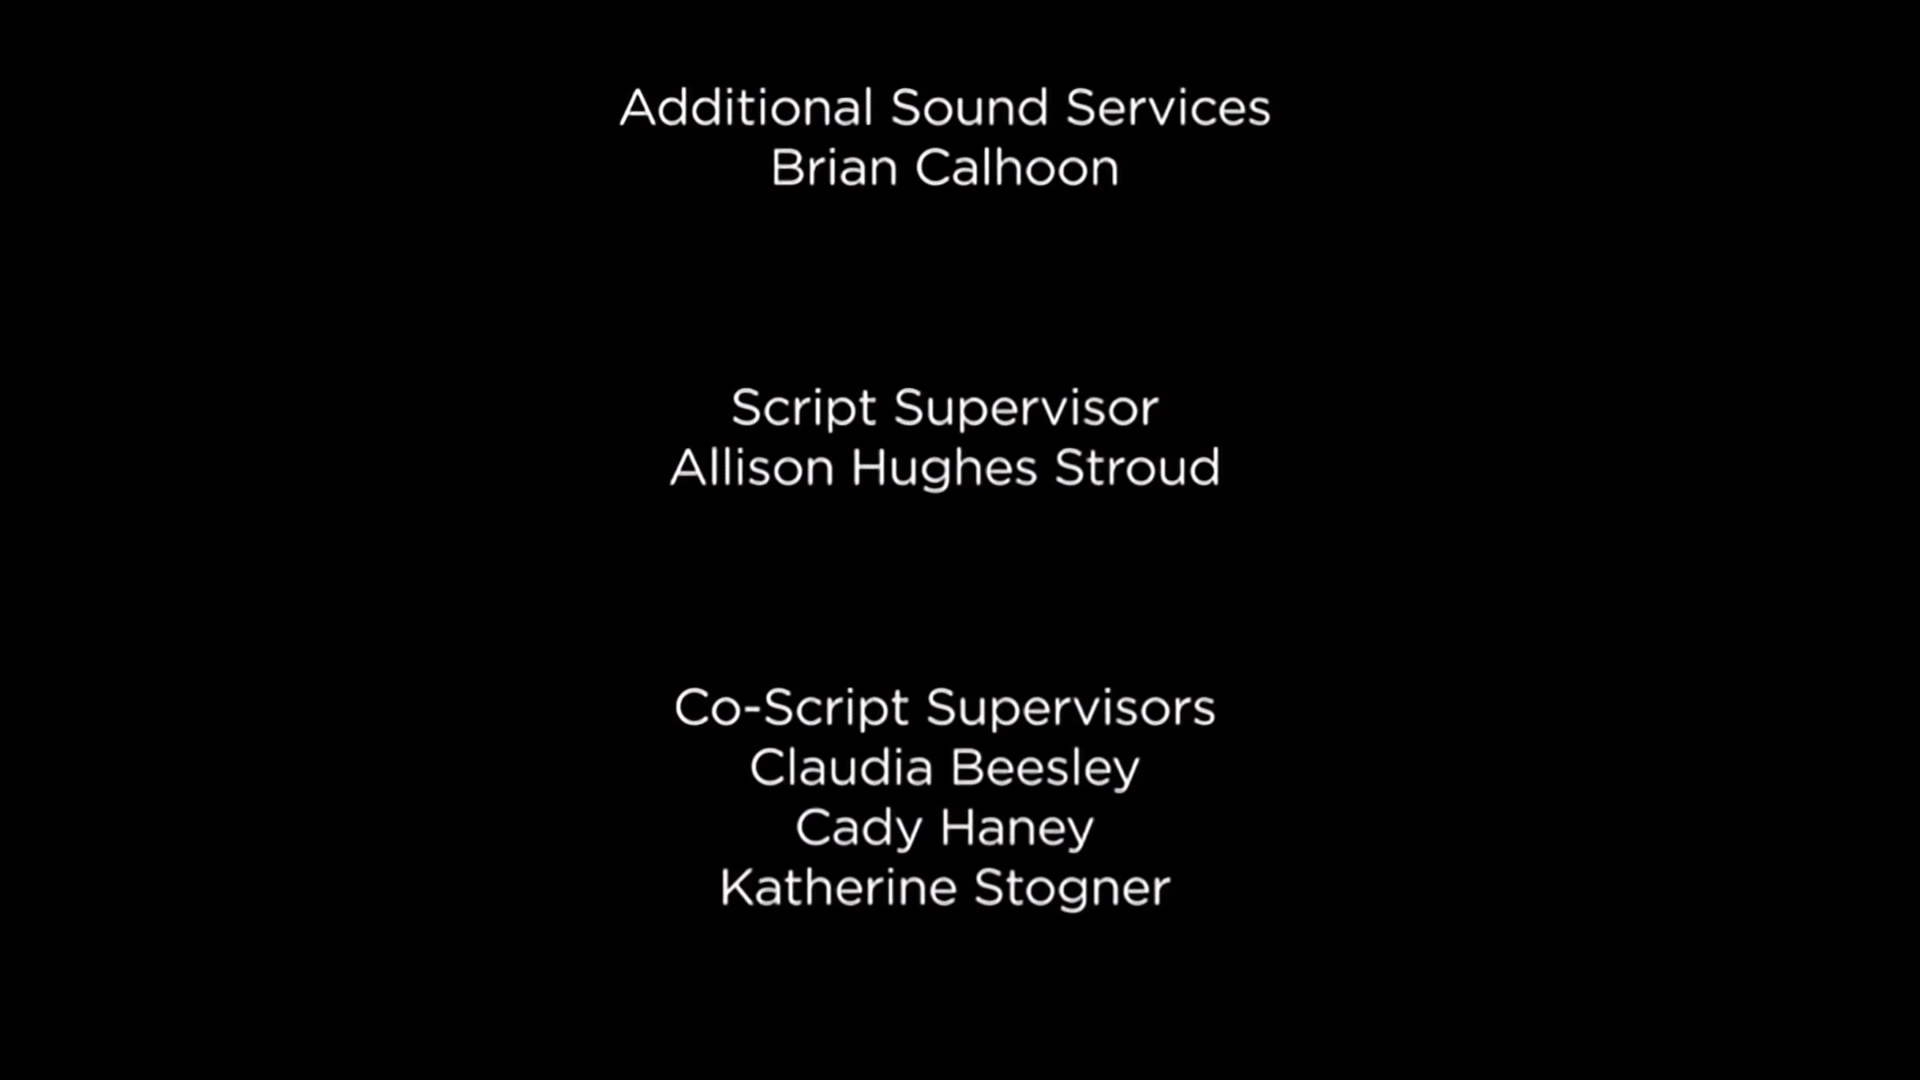 Additional Sound Services
Brian Calhoon
Script Supervisor
Allison Hughes Stroud
Co-Script Supervisors
Claudia Beesley
Cady Haney
Katherine Stogner